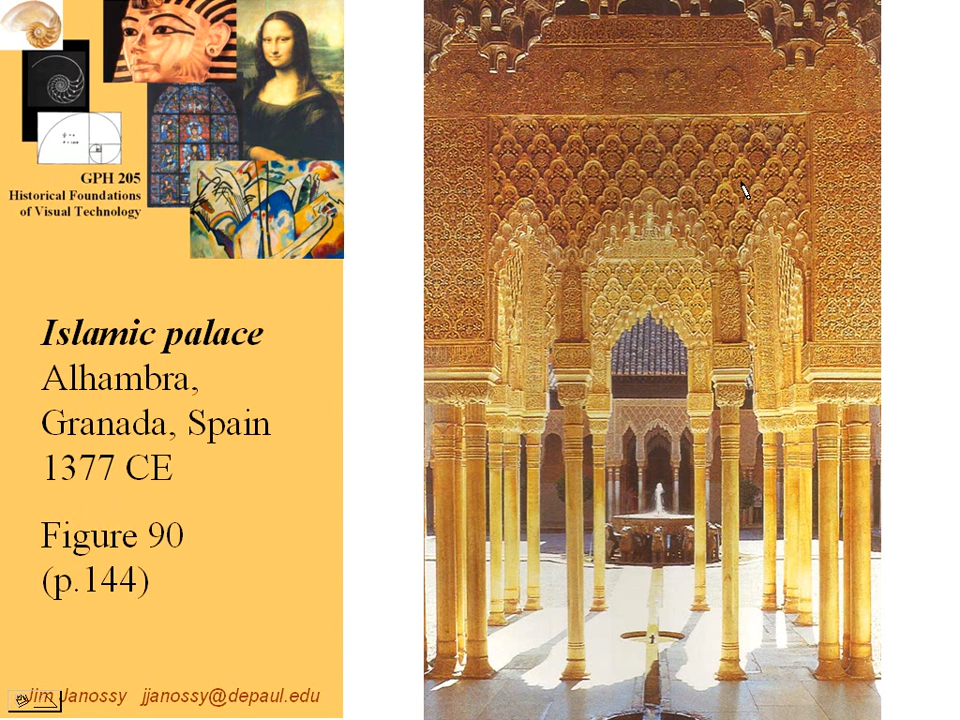 GPH 205
Historical Foundations
of Visual Technology
Islamic palace
Alhambra,
Granada, Spain
1377 CE
Figure 90
(p.144)
Jim Janossy jjanossy@depaul.edu